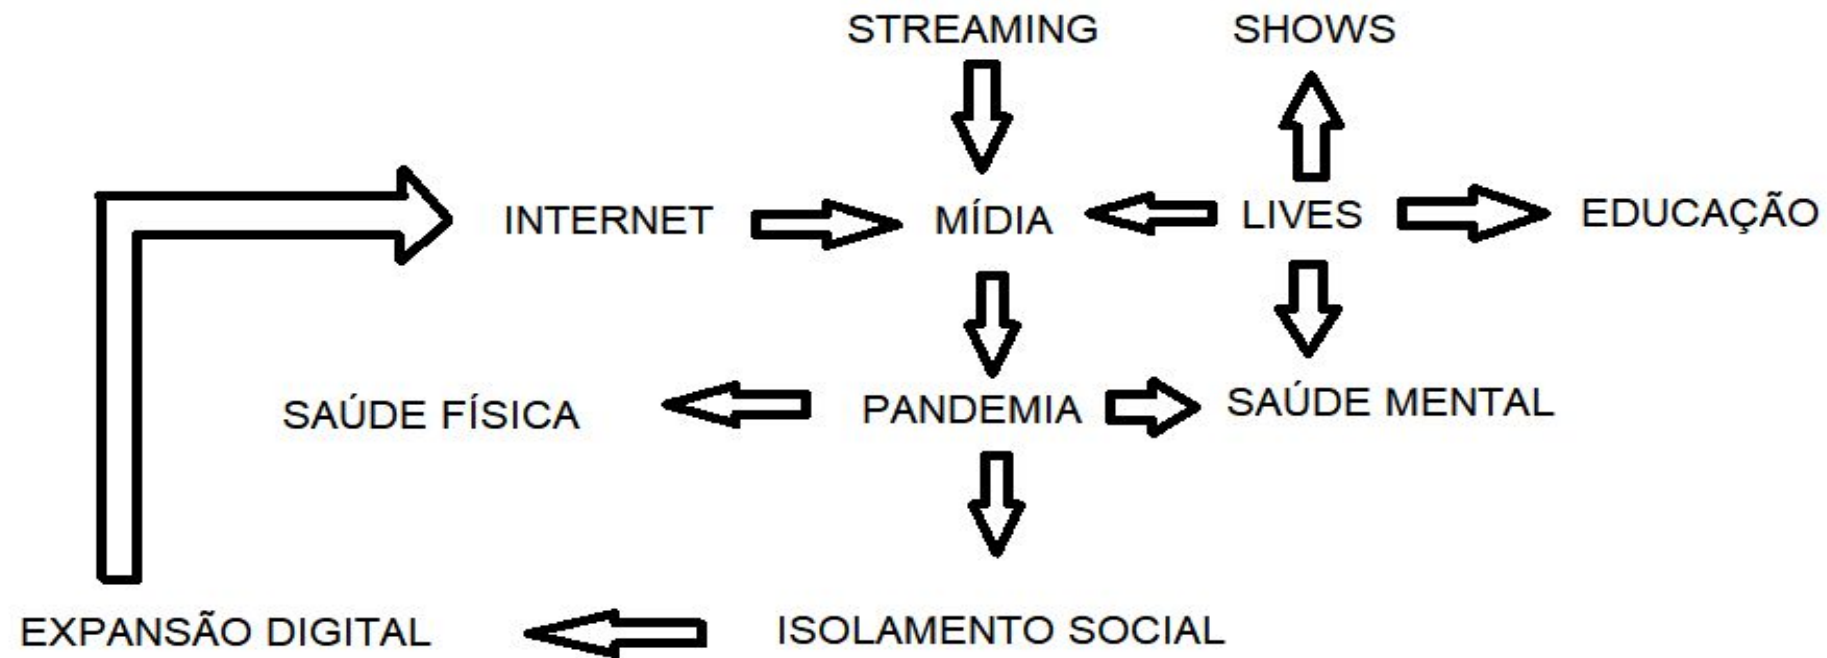 STREAMING SHOWS
INTERNET MÍDIA LIVES EDUCAÇÃO
SAÚDE FÍSICA PANDEMIA SAÚDE MENTAL
EXPANSÃO DIGITAL ISOLAMENTO SOCIAL